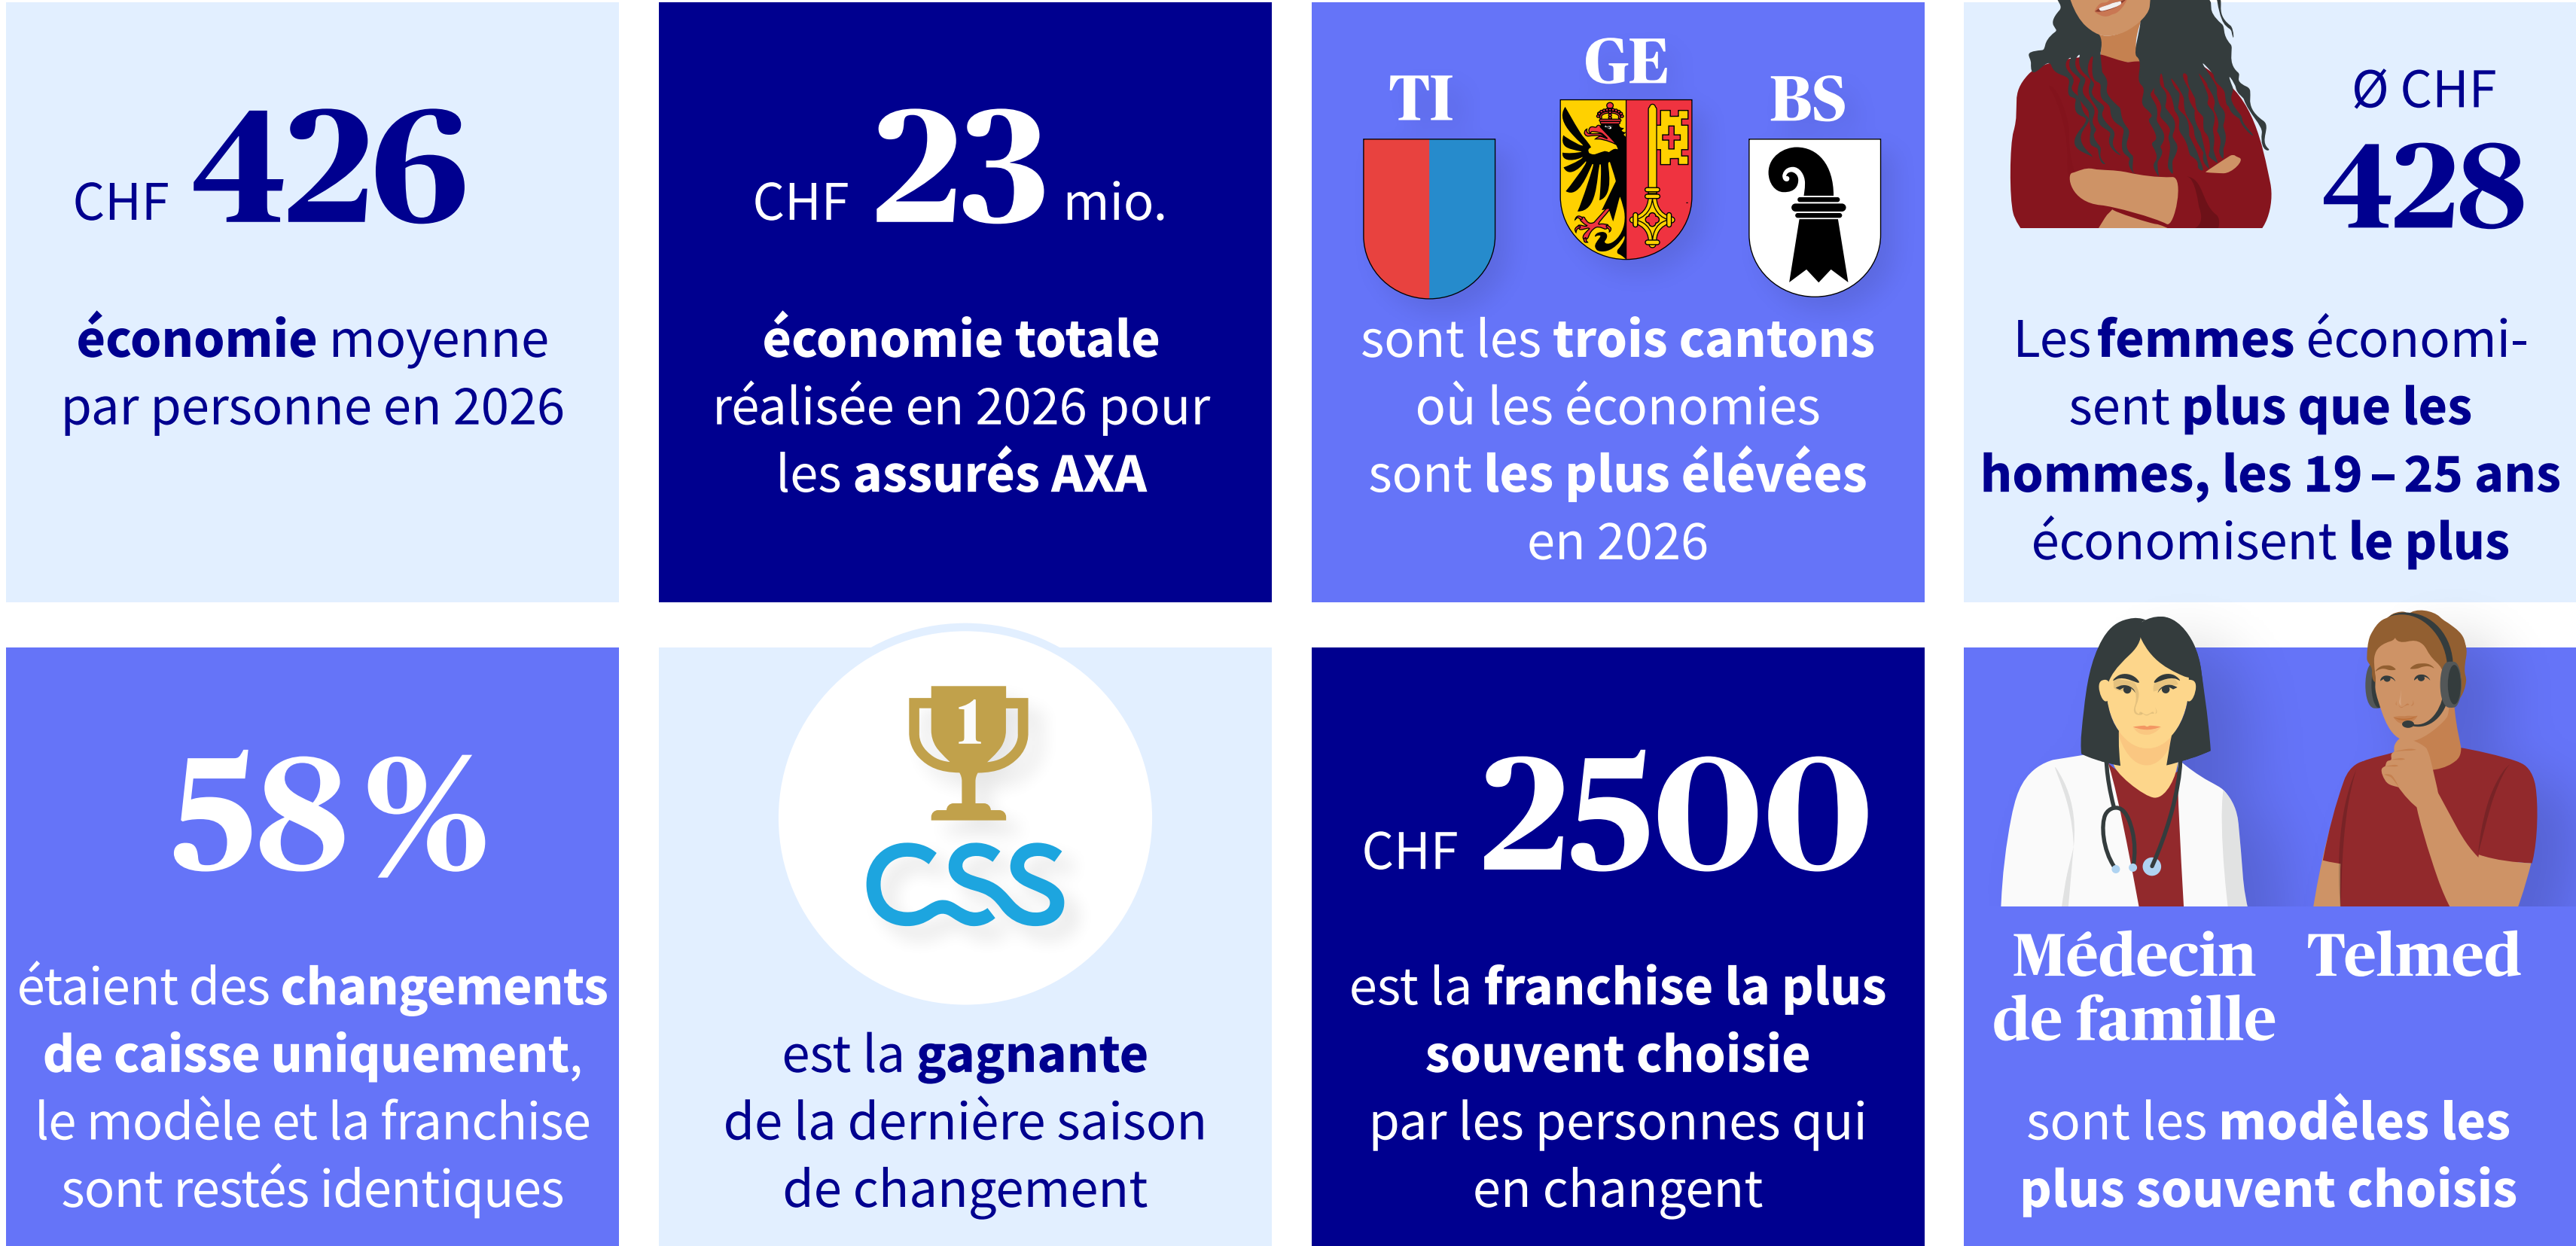 CHF 426
économie moyenne
par personne en 2026
CHF 23 mio.
économie totale
réalisée en 2026 pour
les assurés AXA
TI GE BS
sont les trois cantons
où les économies
sont les plus élévées
en 2026
Ø CHF
428
Les femmes économi-
sent plus que les
hommes, les 19 – 25 ans
économisent le plus
58 %
étaient des changements
de caisse uniquement,
le modèle et la franchise
sont restés identiques
1
CSS
est la gagnante
de la dernière saison
de changement
CHF 2500
est la franchise la plus
souvent choisie
par les personnes qui
en changent
Médecin
de famille
Telmed
sont les modèles les
plus souvent choisis